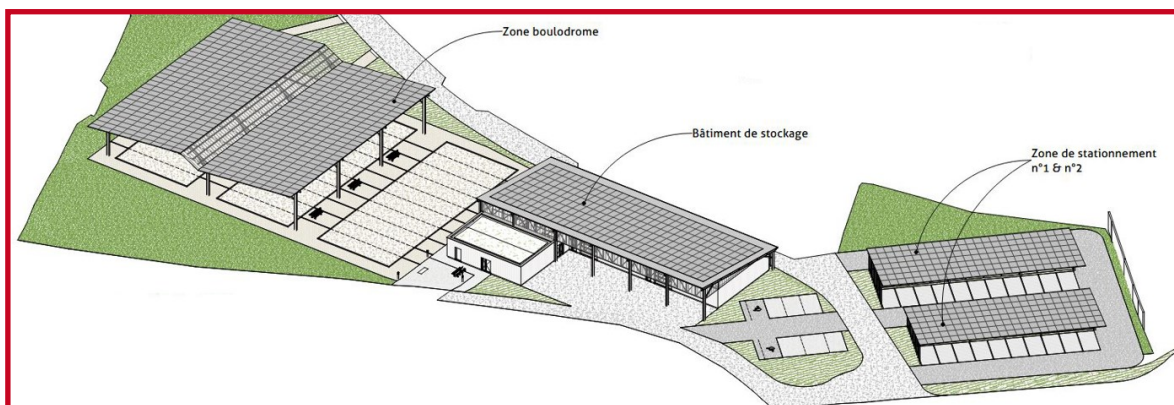 Zone boulodrome
Bâtiment de stockage
Zone de stationnement
n°1 & n°2